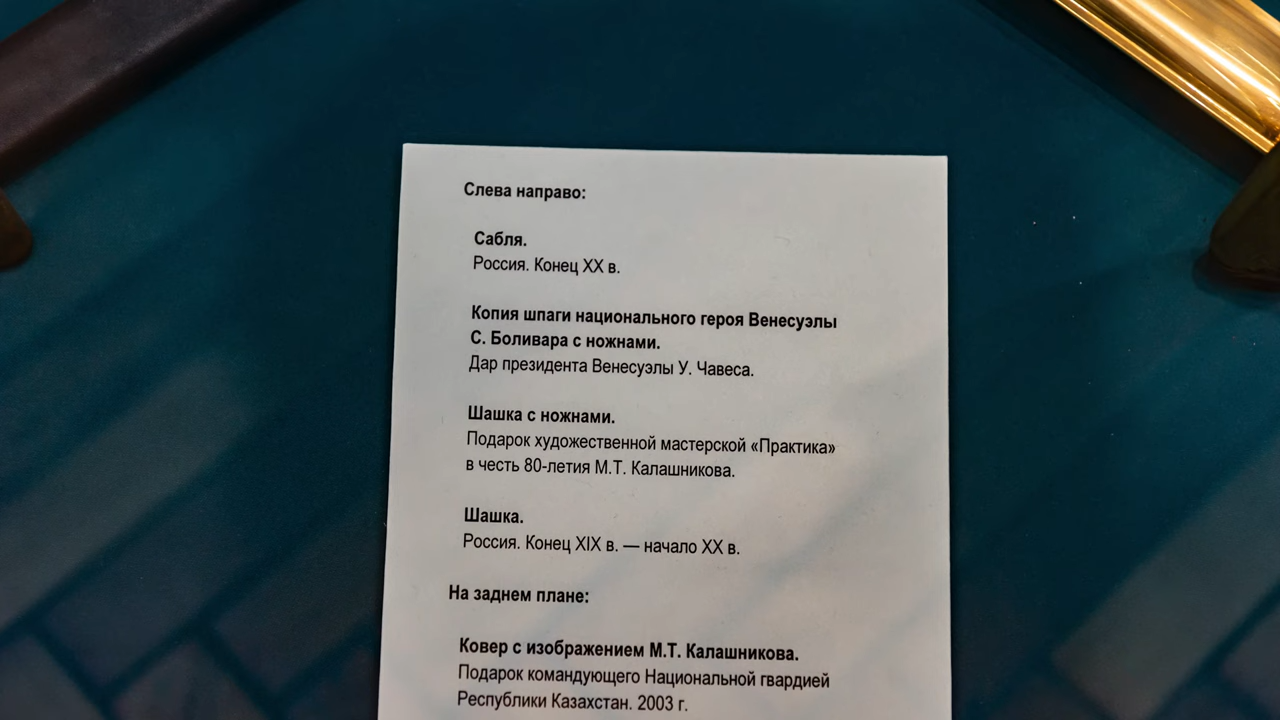 Слева направо:
Сабля.
Россия. Конец XX в.
Копия шпаги национального героя Венесуэлы
С. Боливара с ножнами.
Дар президента Венесуэлы У. Чавеса.
Шашка с ножнами.
Подарок художественной мастерской «Практика»
в честь 80-летия М.Т. Калашникова.
Шашка.
Россия. Конец XIX в. — начало XX в.
На заднем плане:
Ковер с изображением М.Т. Калашникова.
Подарок командующего Национальной гвардией
Республики Казахстан. 2003 г.